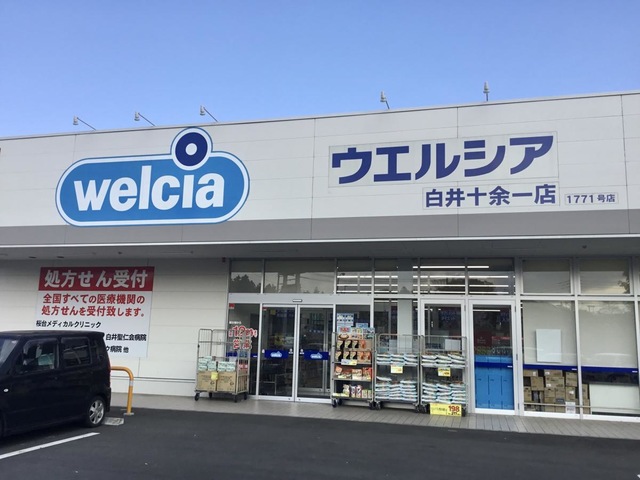 welcia
ウエルシア
白井十余一店
1771号店
処方せん受付
全国すべての医療機関の
処方せんを受付致します。
桜台メディカルクリニック
白井聖仁会病院
ク病院 他
198